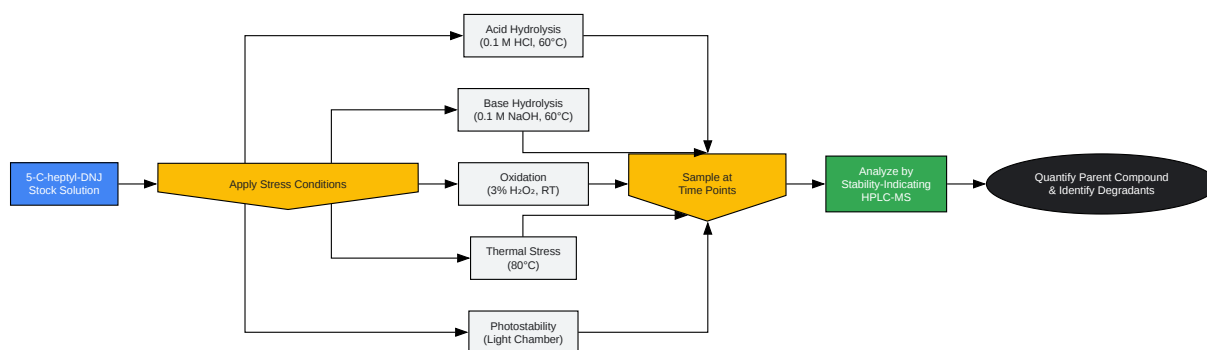 5-C-heptyl-DNJ
Stock Solution
Apply Stress Conditions
Acid Hydrolysis
(0.1 M HCl, 60°C)
Base Hydrolysis
(0.1 M NaOH, 60°C)
Oxidation
(3% H₂O₂, RT)
Thermal Stress
(80°C)
Photostability
(Light Chamber)
Sample at
Time Points
Analyze by
Stability-Indicating
HPLC-MS
Quantify Parent Compound
& Identify Degradants